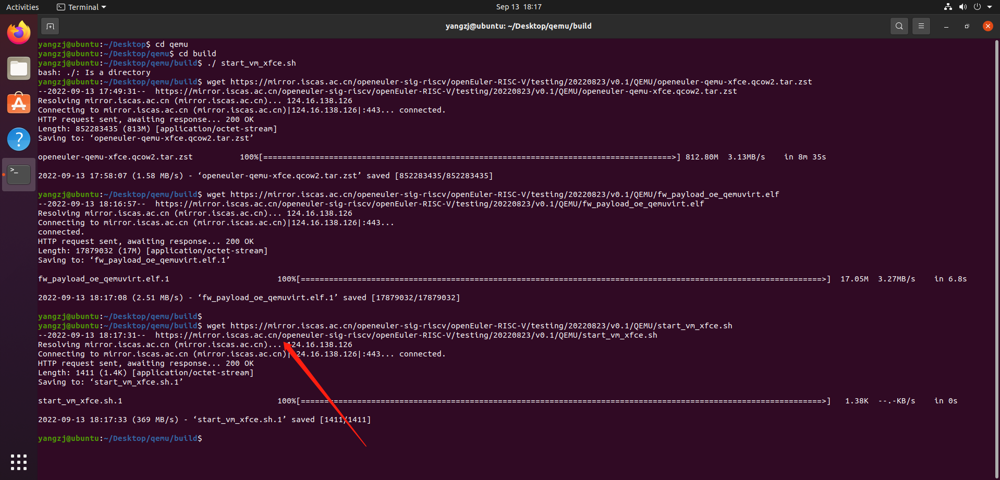 Activities Terminal Sep 13 18:17
yangzj@ubuntu: ~/Desktop/qemu/build
yangzj@ubuntu:~/Desktop$ cd qemu
yangzj@ubuntu:~/Desktop/qemu$ cd build
yangzj@ubuntu:~/Desktop/qemu/build$ ./ start_vm_xfce.sh
bash: ./: Is a directory
yangzj@ubuntu:~/Desktop/qemu/build$ wget https://mirror.iscas.ac.cn/openeuler-sig-riscv/openEuler-RISC-V/testing/20220823/v0.1/QEMU/openeuler-qemu-xfce.qcow2.tar.zst
--2022-09-13 17:49:31--  https://mirror.iscas.ac.cn/openeuler-sig-riscv/openEuler-RISC-V/testing/20220823/v0.1/QEMU/openeuler-qemu-xfce.qcow2.tar.zst
Resolving mirror.iscas.ac.cn (mirror.iscas.ac.cn)... 124.16.138.126
Connecting to mirror.iscas.ac.cn (mirror.iscas.ac.cn)|124.16.138.126|:443... connected.
HTTP request sent, awaiting response... 200 OK
Length: 852283435 (813M) [application/octet-stream]
Saving to: ‘openeuler-qemu-xfce.qcow2.tar.zst’
openeuler-qemu-xfce.qcow2.tar.zst 100%[=======================================================================================>] 812.80M 3.13MB/s in 8m 35s
2022-09-13 17:58:07 (1.58 MB/s) - ‘openeuler-qemu-xfce.qcow2.tar.zst’ saved [852283435/852283435]
yangzj@ubuntu:~/Desktop/qemu/build$ wget https://mirror.iscas.ac.cn/openeuler-sig-riscv/openEuler-RISC-V/testing/20220823/v0.1/QEMU/fw_payload_oe_qemuvirt.elf
--2022-09-13 18:16:57--  https://mirror.iscas.ac.cn/openeuler-sig-riscv/openEuler-RISC-V/testing/20220823/v0.1/QEMU/fw_payload_oe_qemuvirt.elf
Resolving mirror.iscas.ac.cn (mirror.iscas.ac.cn)... 124.16.138.126
Connecting to mirror.iscas.ac.cn (mirror.iscas.ac.cn)|124.16.138.126|:443...
connected.
HTTP request sent, awaiting response... 200 OK
Length: 17879032 (17M) [application/octet-stream]
Saving to: ‘fw_payload_oe_qemuvirt.elf.1’
fw_payload_oe_qemuvirt.elf.1 100%[===============================================================================================================>] 17.05M 3.27MB/s in 6.8s
2022-09-13 18:17:08 (2.51 MB/s) - ‘fw_payload_oe_qemuvirt.elf.1’ saved [17879032/17879032]
yangzj@ubuntu:~/Desktop/qemu/build$
yangzj@ubuntu:~/Desktop/qemu/build$ wget https://mirror.iscas.ac.cn/openeuler-sig-riscv/openEuler-RISC-V/testing/20220823/v0.1/QEMU/start_vm_xfce.sh
--2022-09-13 18:17:31--  https://mirror.iscas.ac.cn/openeuler-sig-riscv/openEuler-RISC-V/testing/20220823/v0.1/QEMU/start_vm_xfce.sh
Resolving mirror.iscas.ac.cn (mirror.iscas.ac.cn)... 124.16.138.126
Connecting to mirror.iscas.ac.cn (mirror.iscas.ac.cn)|124.16.138.126|:443... connected.
HTTP request sent, awaiting response... 200 OK
Length: 1411 (1.4K) [application/octet-stream]
Saving to: ‘start_vm_xfce.sh.1’
start_vm_xfce.sh.1 100%[===============================================================================================================>] 1.38K --.-KB/s in 0s
2022-09-13 18:17:33 (369 MB/s) - ‘start_vm_xfce.sh.1’ saved [1411/1411]
yangzj@ubuntu:~/Desktop/qemu/build$